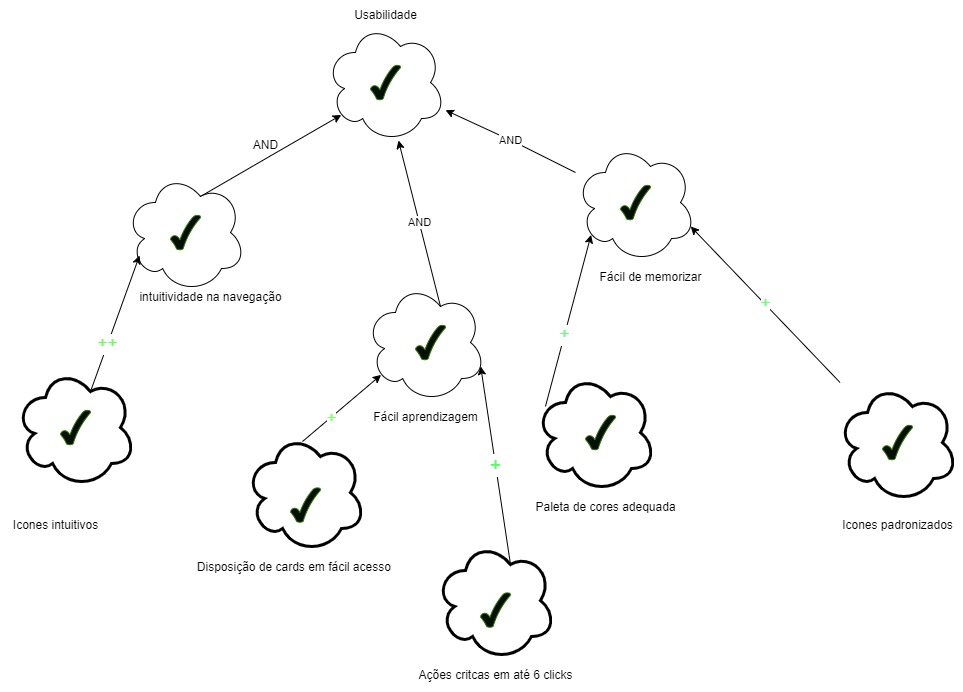 Usabilidade
AND
AND
AND
Fácil de memorizar
intuitividade na navegação
+
+
++
Fácil aprendizagem
+
+
Paleta de cores adequada
Icones intuitivos
Icones padronizados
Disposição de cards em fácil acesso
Ações critcas em até 6 clicks